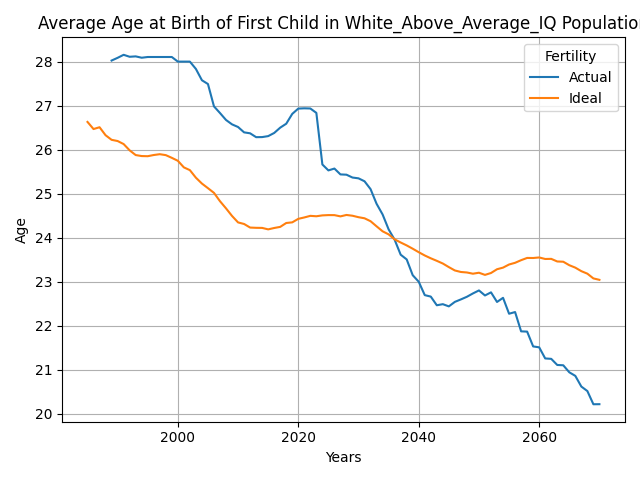 Average Age at Birth of First Child in White_Above_Average_IQ Population
Fertility
Actual
Ideal
28
27
26
25
24
23
22
21
20
Age
2000
2020
2040
2060
Years